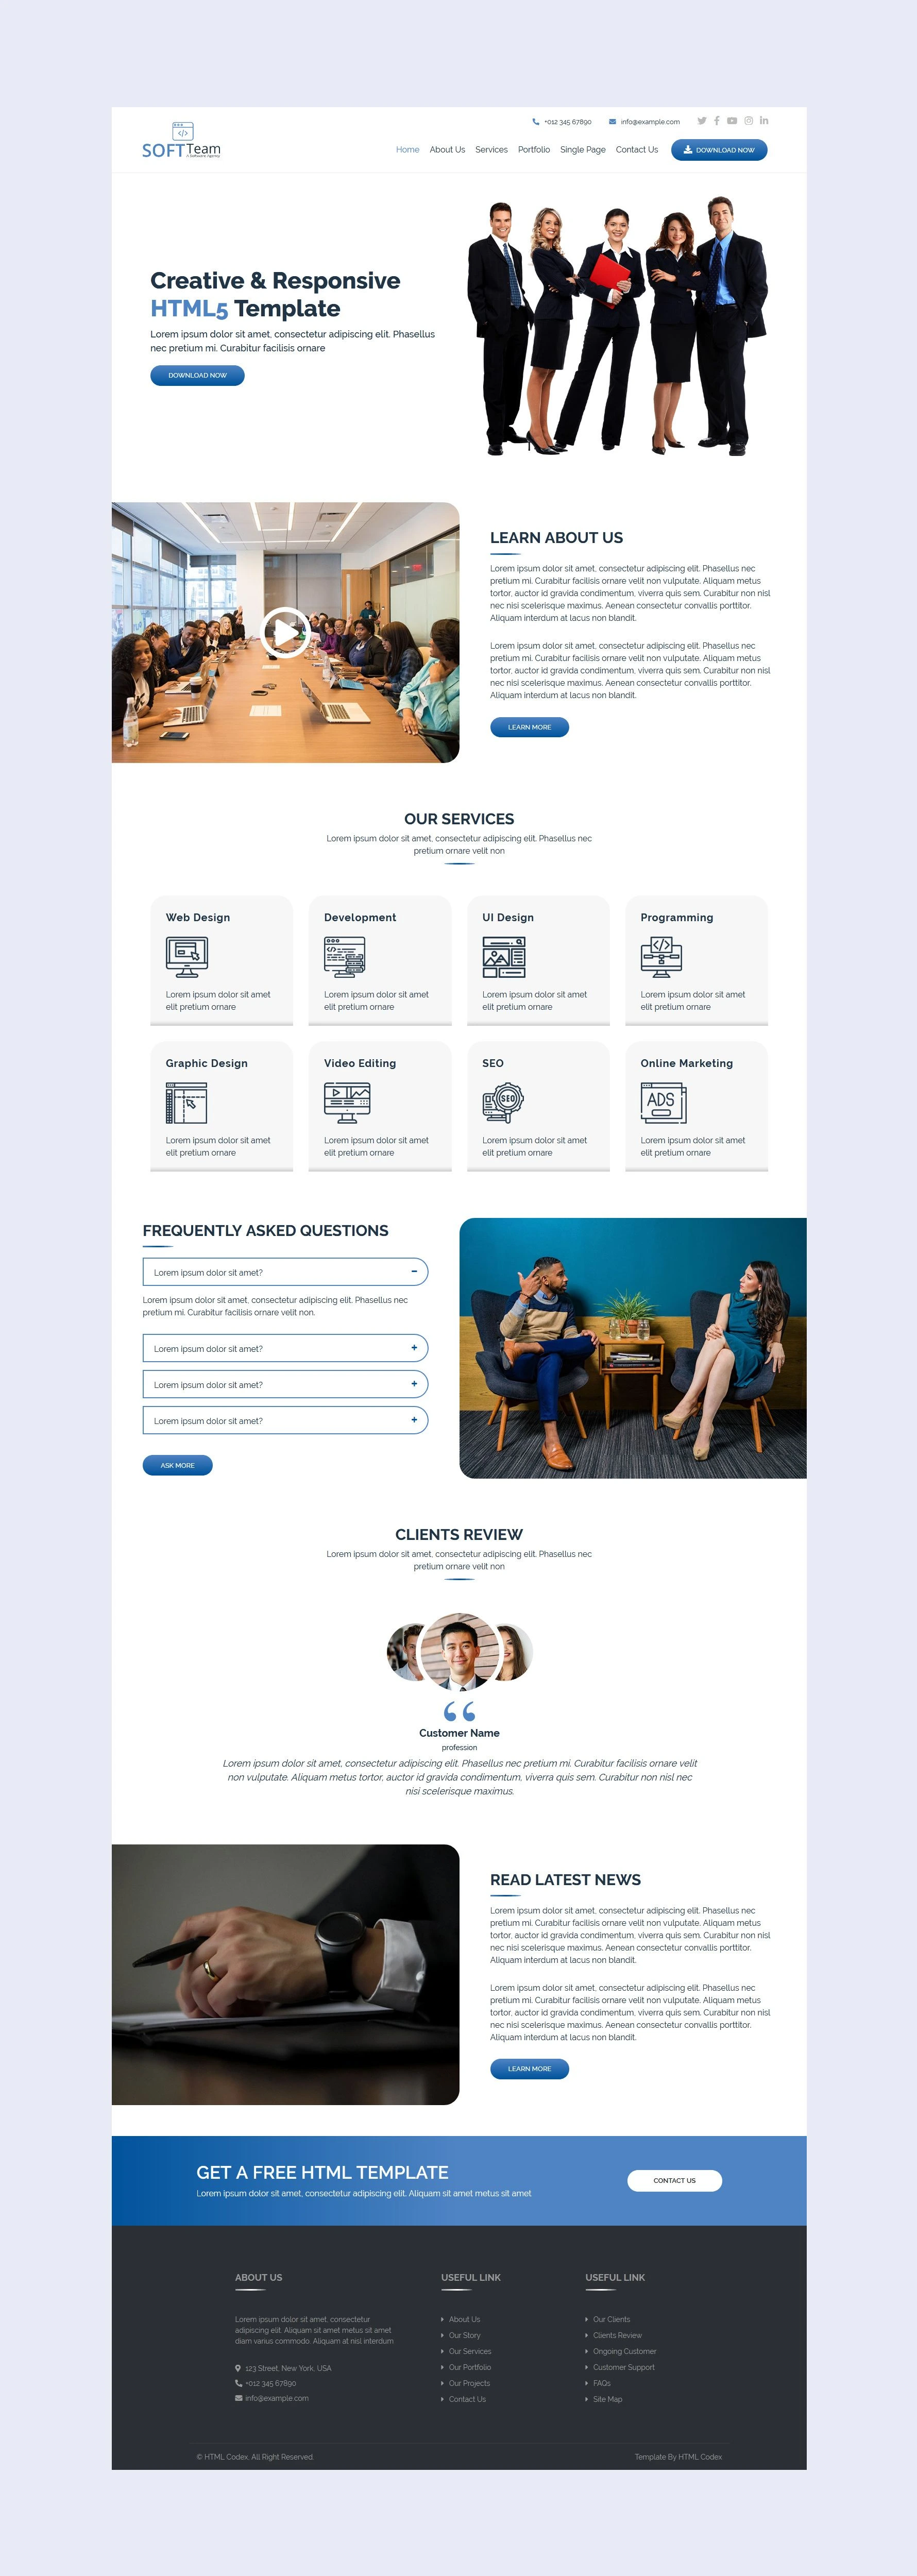 +012 345 67890 info@example.com
</>
SOFTTeam
A Software Agency
Home About Us Services Portfolio Single Page Contact Us DOWNLOAD NOW
Creative & Responsive
HTML5 Template
Lorem ipsum dolor sit amet, consectetur adipiscing elit. Phasellus
nec pretium mi. Curabitur facilisis ornare
DOWNLOAD NOW
LEARN ABOUT US
Lorem ipsum dolor sit amet, consectetur adipiscing elit. Phasellus nec
pretium mi. Curabitur facilisis ornare velit non vulputate. Aliquam metus
tortor, auctor id gravida condimentum, viverra quis sem. Curabitur non nisl
nec nisi scelerisque maximus. Aenean consectetur convallis porttitor.
Aliquam interdum at lacus non blandit.
Lorem ipsum dolor sit amet, consectetur adipiscing elit. Phasellus nec
pretium mi. Curabitur facilisis ornare velit non vulputate. Aliquam metus
tortor, auctor id gravida condimentum, viverra quis sem. Curabitur non nisl
nec nisi scelerisque maximus. Aenean consectetur convallis porttitor.
Aliquam interdum at lacus non blandit.
LEARN MORE
OUR SERVICES
Lorem ipsum dolor sit amet, consectetur adipiscing elit. Phasellus nec
pretium ornare velit non
Web Design
Lorem ipsum dolor sit amet
elit pretium ornare
Development
Lorem ipsum dolor sit amet
elit pretium ornare
UI Design
Lorem ipsum dolor sit amet
elit pretium ornare
Programming
</>
Lorem ipsum dolor sit amet
elit pretium ornare
Graphic Design
Lorem ipsum dolor sit amet
elit pretium ornare
Video Editing
Lorem ipsum dolor sit amet
elit pretium ornare
SEO
SEO
Lorem ipsum dolor sit amet
elit pretium ornare
Online Marketing
ADS
Lorem ipsum dolor sit amet
elit pretium ornare
FREQUENTLY ASKED QUESTIONS
Lorem ipsum dolor sit amet? -
Lorem ipsum dolor sit amet, consectetur adipiscing elit. Phasellus nec
pretium mi. Curabitur facilisis ornare velit non.
Lorem ipsum dolor sit amet? +
Lorem ipsum dolor sit amet? +
Lorem ipsum dolor sit amet? +
ASK MORE
CLIENTS REVIEW
Lorem ipsum dolor sit amet, consectetur adipiscing elit. Phasellus nec
pretium ornare velit non
“
Customer Name
profession
Lorem ipsum dolor sit amet, consectetur adipiscing elit. Phasellus nec pretium mi. Curabitur facilisis ornare velit
non vulputate. Aliquam metus tortor, auctor id gravida condimentum, viverra quis sem. Curabitur non nisl nec
nisi scelerisque maximus.
READ LATEST NEWS
Lorem ipsum dolor sit amet, consectetur adipiscing elit. Phasellus nec
pretium mi. Curabitur facilisis ornare velit non vulputate. Aliquam metus
tortor, auctor id gravida condimentum, viverra quis sem. Curabitur non nisl
nec nisi scelerisque maximus. Aenean consectetur convallis porttitor.
Aliquam interdum at lacus non blandit.
Lorem ipsum dolor sit amet, consectetur adipiscing elit. Phasellus nec
pretium mi. Curabitur facilisis ornare velit non vulputate. Aliquam metus
tortor, auctor id gravida condimentum, viverra quis sem. Curabitur non nisl
nec nisi scelerisque maximus. Aenean consectetur convallis porttitor.
Aliquam interdum at lacus non blandit.
LEARN MORE
GET A FREE HTML TEMPLATE
Lorem ipsum dolor sit amet, consectetur adipiscing elit. Aliquam sit amet metus sit amet
CONTACT US
ABOUT US
Lorem ipsum dolor sit amet, consectetur
adipiscing elit. Aliquam sit amet metus sit amet
diam varius commodo. Aliquam at nisl interdum
123 Street, New York, USA
+012 345 67890
info@example.com
USEFUL LINK
About Us
Our Story
Our Services
Our Portfolio
Our Projects
Contact Us
USEFUL LINK
Our Clients
Clients Review
Ongoing Customer
Customer Support
FAQs
Site Map
© HTML Codex, All Right Reserved. Template By HTML Codex